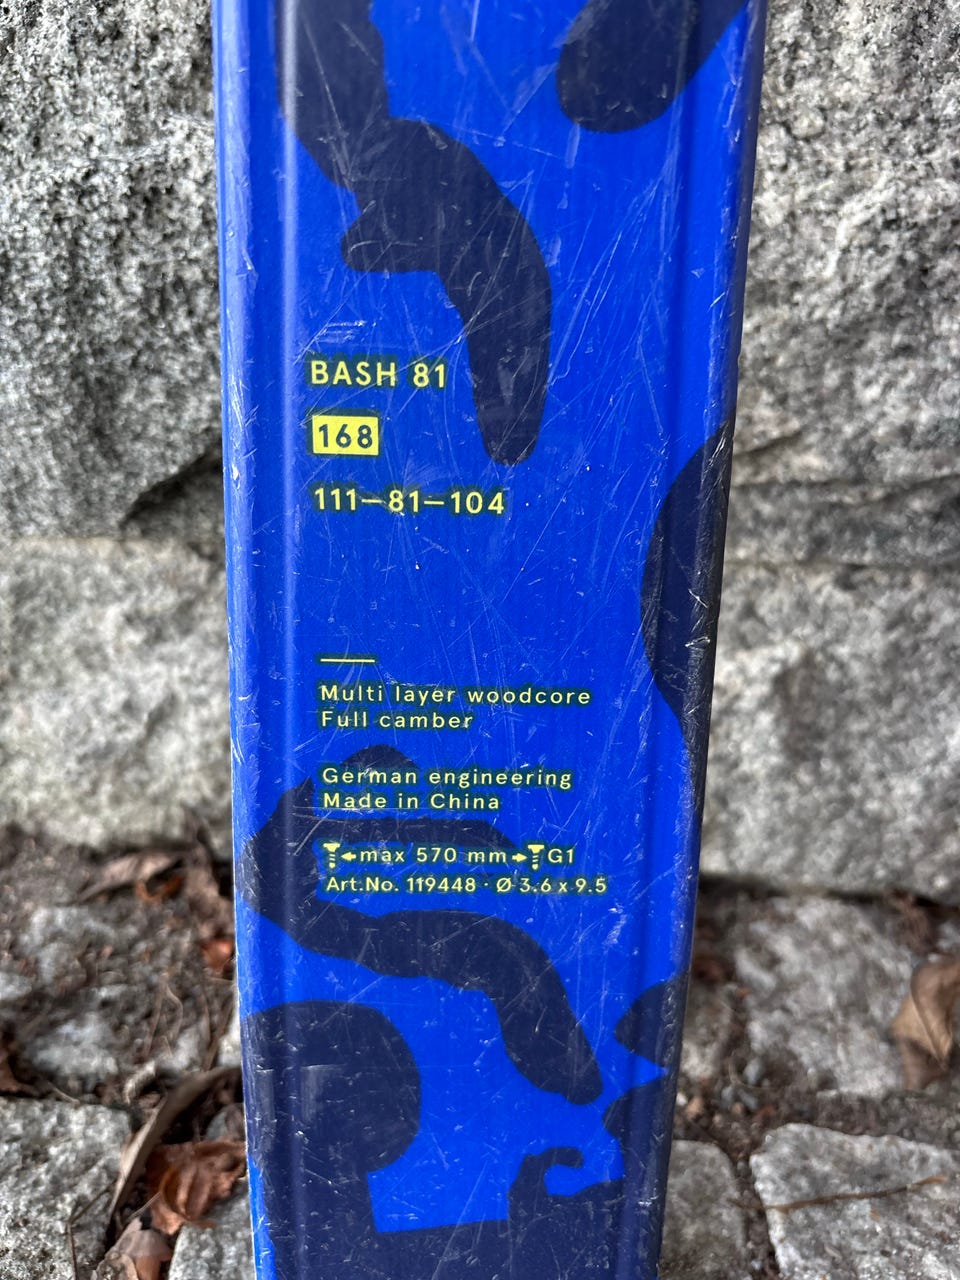 BASH 81
168
111–81–104
Multi layer woodcore
Full camber
German engineering
Made in China
max 570 mm G1
Art.No. 119448 · Ø 3.6 x 9.5